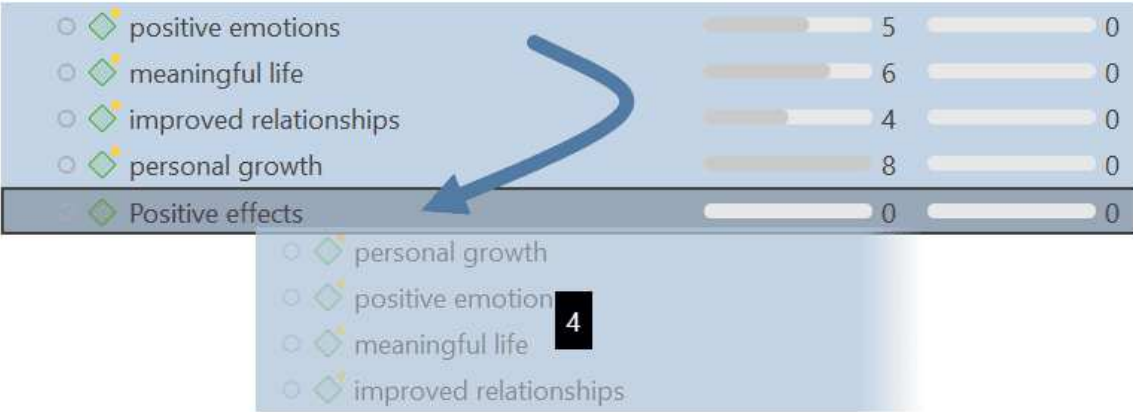 positive emotions 5 0
meaningful life 6 0
improved relationships 4 0
personal growth 8 0
Positive effects 0 0
personal growth
positive emotion
4
meaningful life
improved relationships